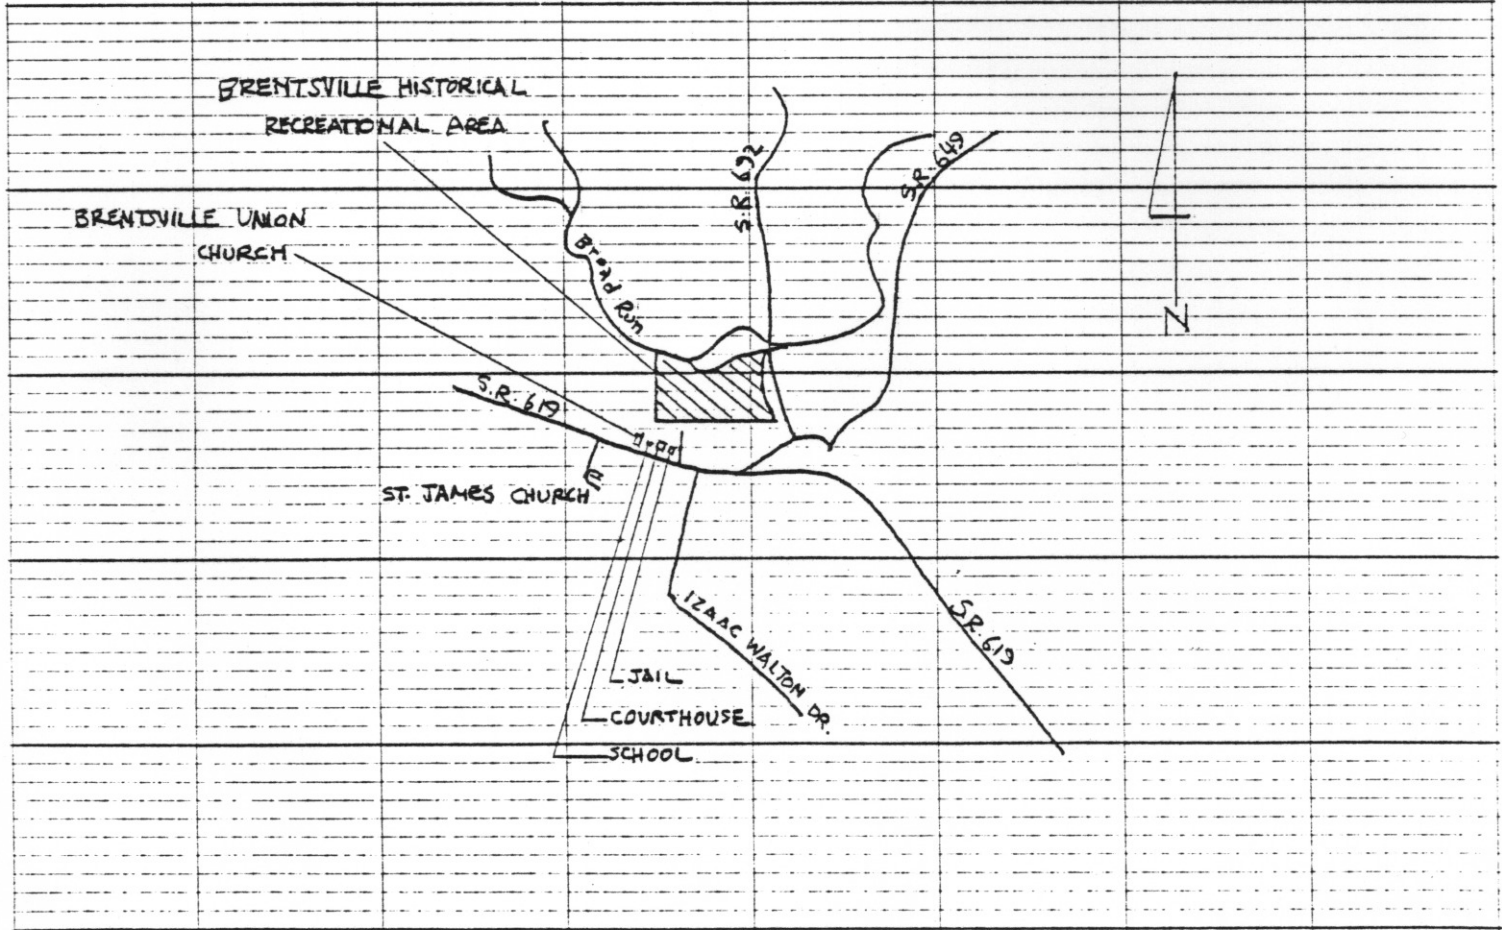 BRENTSVILLE HISTORICAL
RECREATIONAL AREA
BRENTSVILLE UNION
CHURCH
Broad Run
S.R. 692
S.R. 649
N
S.R. 619
ST. JAMES CHURCH
IZAAC WALTON DR.
S.R. 619
JAIL
COURTHOUSE
SCHOOL